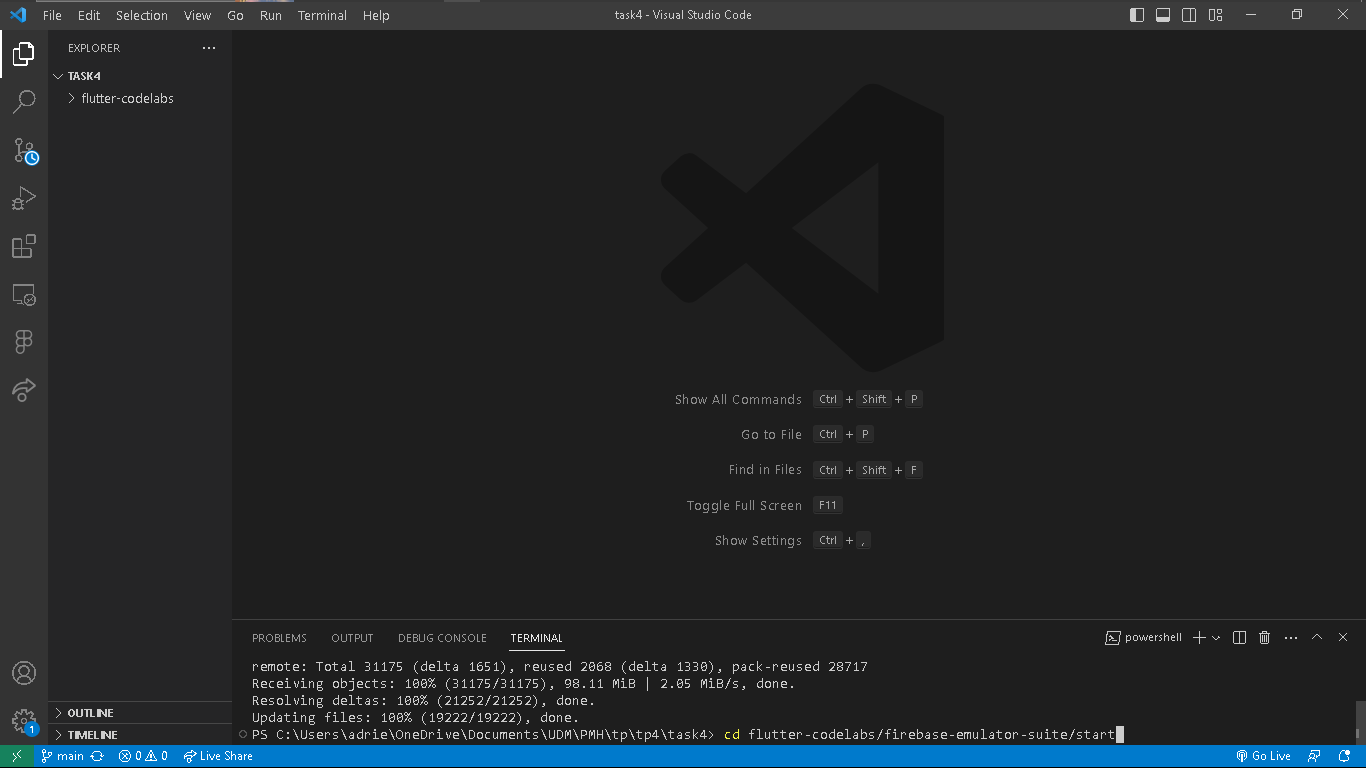 File Edit Selection View Go Run Terminal Help task4 - Visual Studio Code
EXPLORER
TASK4
flutter-codelabs
Show All Commands Ctrl + Shift + P
Go to File Ctrl + P
Find in Files Ctrl + Shift + F
Toggle Full Screen F11
Show Settings Ctrl + ,
PROBLEMS OUTPUT DEBUG CONSOLE TERMINAL powershell
remote: Total 31175 (delta 1651), reused 2068 (delta 1330), pack-reused 28717
Receiving objects: 100% (31175/31175), 98.11 MiB | 2.05 MiB/s, done.
Resolving deltas: 100% (21252/21252), done.
Updating files: 100% (19222/19222), done.
PS C:\Users\adrie\OneDrive\Documents\UDM\PMH\tp\tp4\task4> cd flutter-codelabs/firebase-emulator-suite/start
OUTLINE
TIMELINE
1
main 0 0 Live Share Go Live